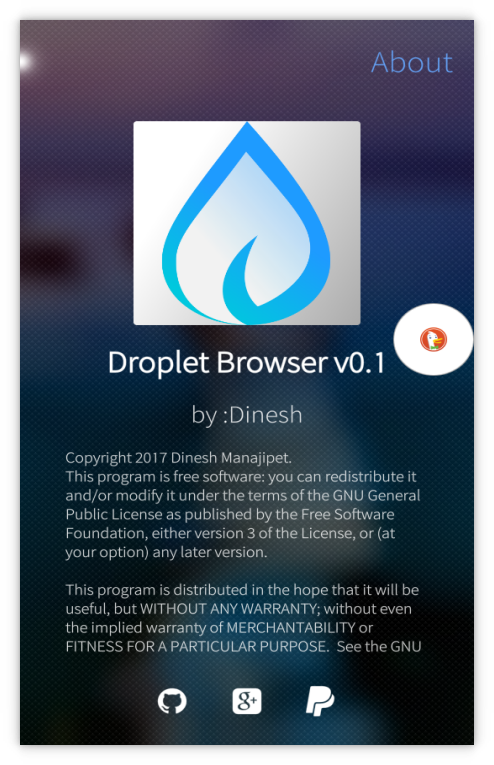 About
Droplet Browser v0.1
by :Dinesh
Copyright 2017 Dinesh Manajipet.
This program is free software: you can redistribute it
and/or modify it under the terms of the GNU General
Public License as published by the Free Software
Foundation, either version 3 of the License, or (at
your option) any later version.
This program is distributed in the hope that it will be
useful, but WITHOUT ANY WARRANTY; without even
the implied warranty of MERCHANTABILITY or
FITNESS FOR A PARTICULAR PURPOSE.  See the GNU
g+